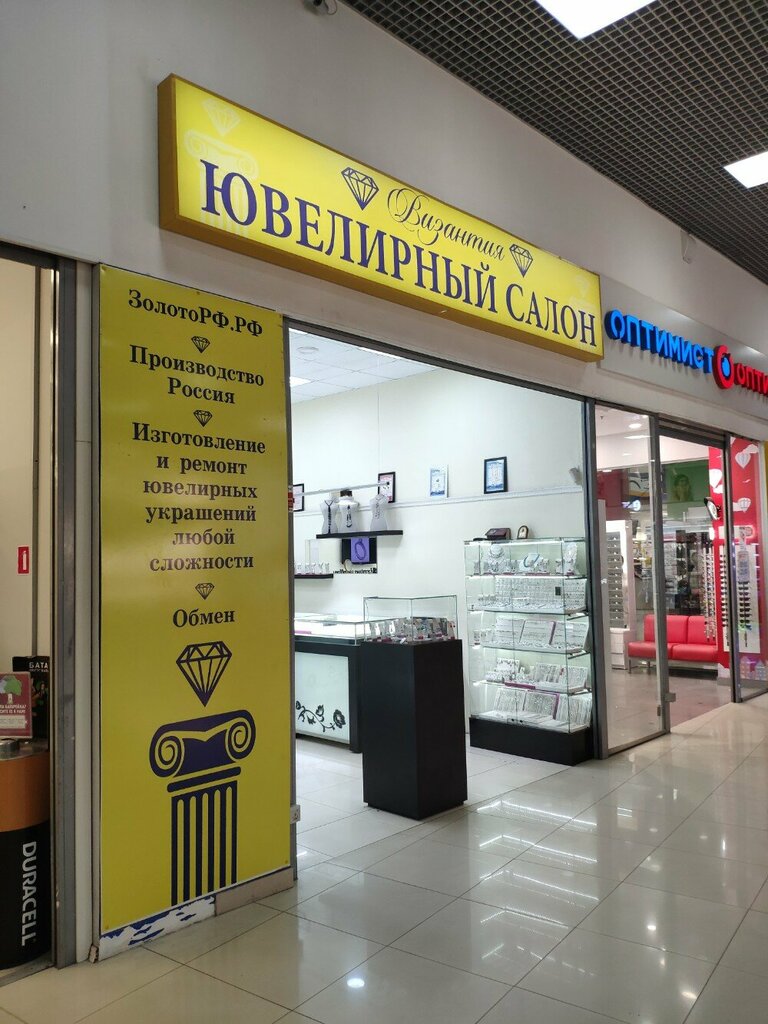 Византия
ЮВЕЛИРНЫЙ САЛОН
ОПТИМИСТ
ЗолотоРФ.РФ
Производство
Россия
Изготовление
и ремонт
ювелирных
украшений
любой
сложности
Обмен
DURACELL